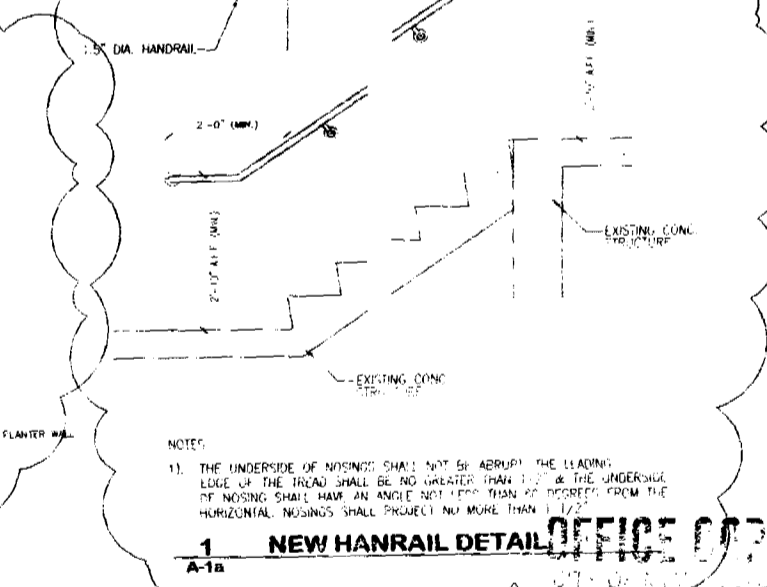 DIA. HANDRAIL
2'-0" (MIN.)
2'-10" A.F.F. (MIN.)
A.F.F. (MIN.)
EXISTING CONC.
STRUCTURE
EXISTING CONC
PLANTER WALL
NOTES
1). THE UNDERSIDE OF NOSINGS SHALL NOT BE ABRUPT. THE LEADING
EDGE OF THE TREAD SHALL BE NO GREATER THAN 1/2" & THE UNDERSIDE
OF NOSING SHALL HAVE AN ANGLE NOT LESS THAN 60 DEGREES FROM THE
HORIZONTAL. NOSINGS SHALL PROJECT NO MORE THAN 1 1/2"
1 NEW HANRAIL DETAIL
A-1a
OFFICE